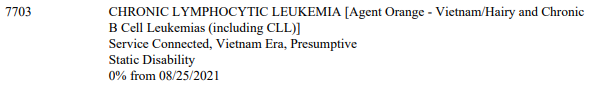 7703 CHRONIC LYMPHOCYTIC LEUKEMIA [Agent Orange - Vietnam/Hairy and Chronic
B Cell Leukemias (including CLL)]
Service Connected, Vietnam Era, Presumptive
Static Disability
0% from 08/25/2021